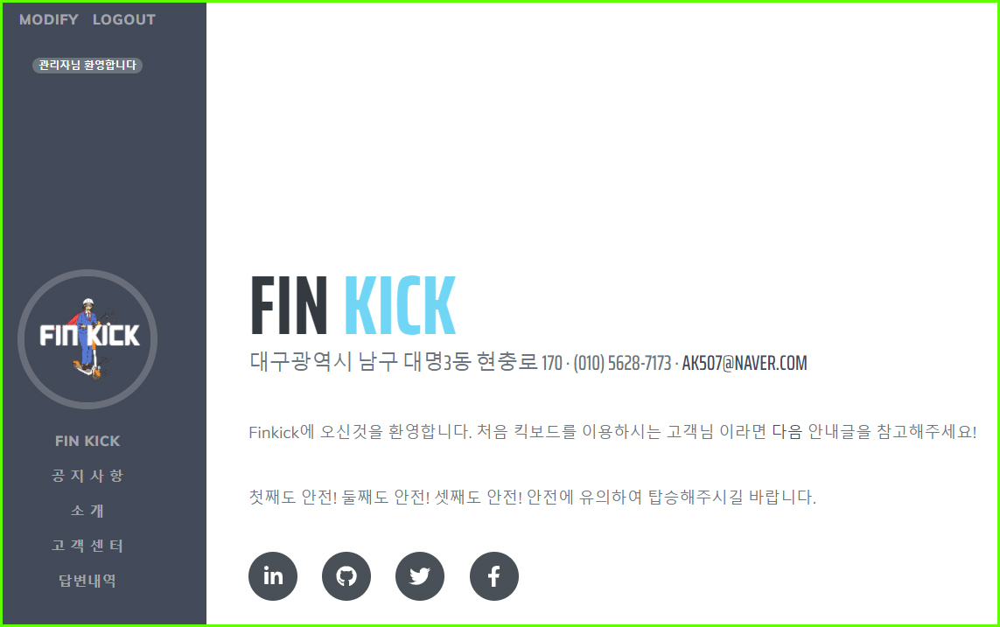 MODIFY LOGOUT
관리자님 환영합니다
FIN KICK
FIN KICK
공지사항
소개
고객센터
답변내역
FIN KICK
대구광역시 남구 대명3동 현충로 170 · (010) 5628-7173 · AK507@NAVER.COM
Finkick에 오신것을 환영합니다. 처음 킥보드를 이용하시는 고객님 이라면 다음 안내글을 참고해주세요!
첫째도 안전! 둘째도 안전! 셋째도 안전! 안전에 유의하여 탑승해주시길 바랍니다.